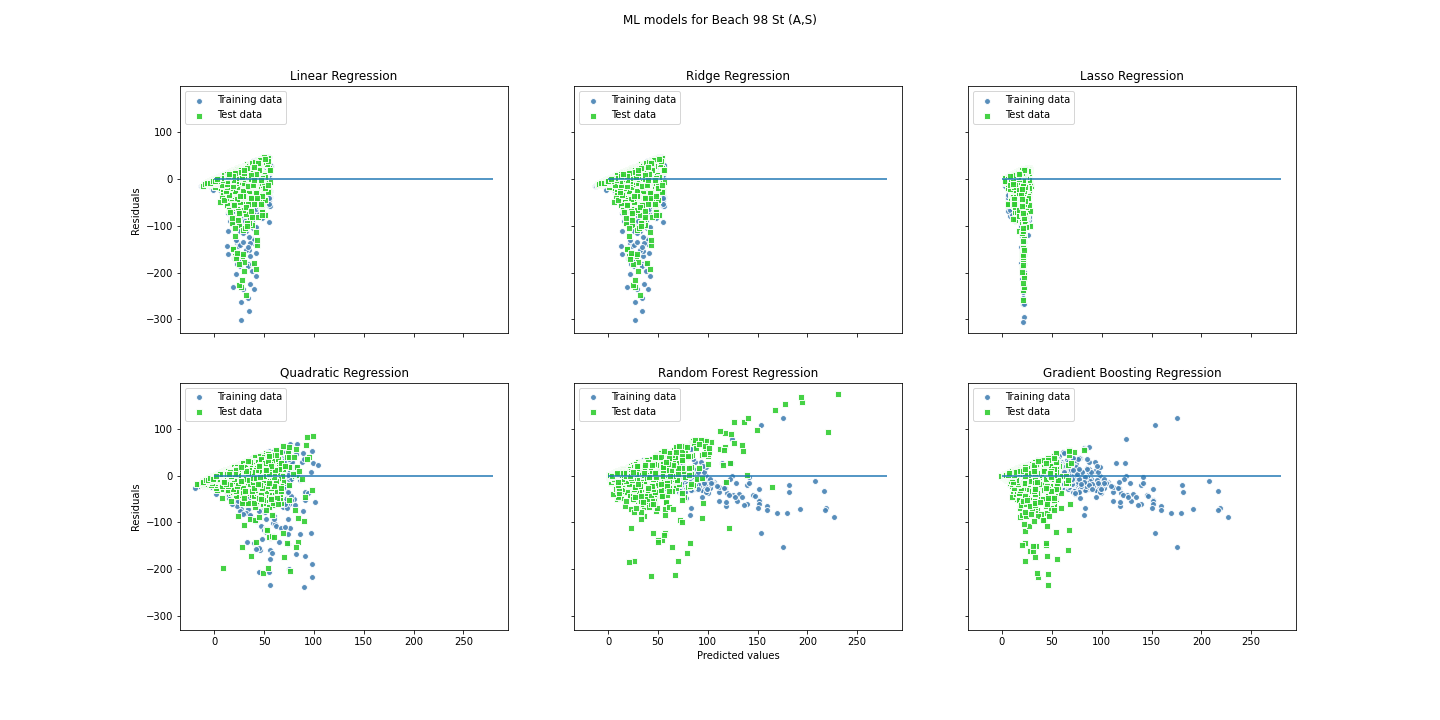 ML models for Beach 98 St (A,S)
Linear Regression
Training data
Test data
100
0
−100
−200
−300
Residuals
Ridge Regression
Training data
Test data
Lasso Regression
Training data
Test data
Quadratic Regression
Training data
Test data
100
0
−100
−200
−300
Residuals
0 50 100 150 200 250
Random Forest Regression
Training data
Test data
0 50 100 150 200 250
Predicted values
Gradient Boosting Regression
Training data
Test data
0 50 100 150 200 250